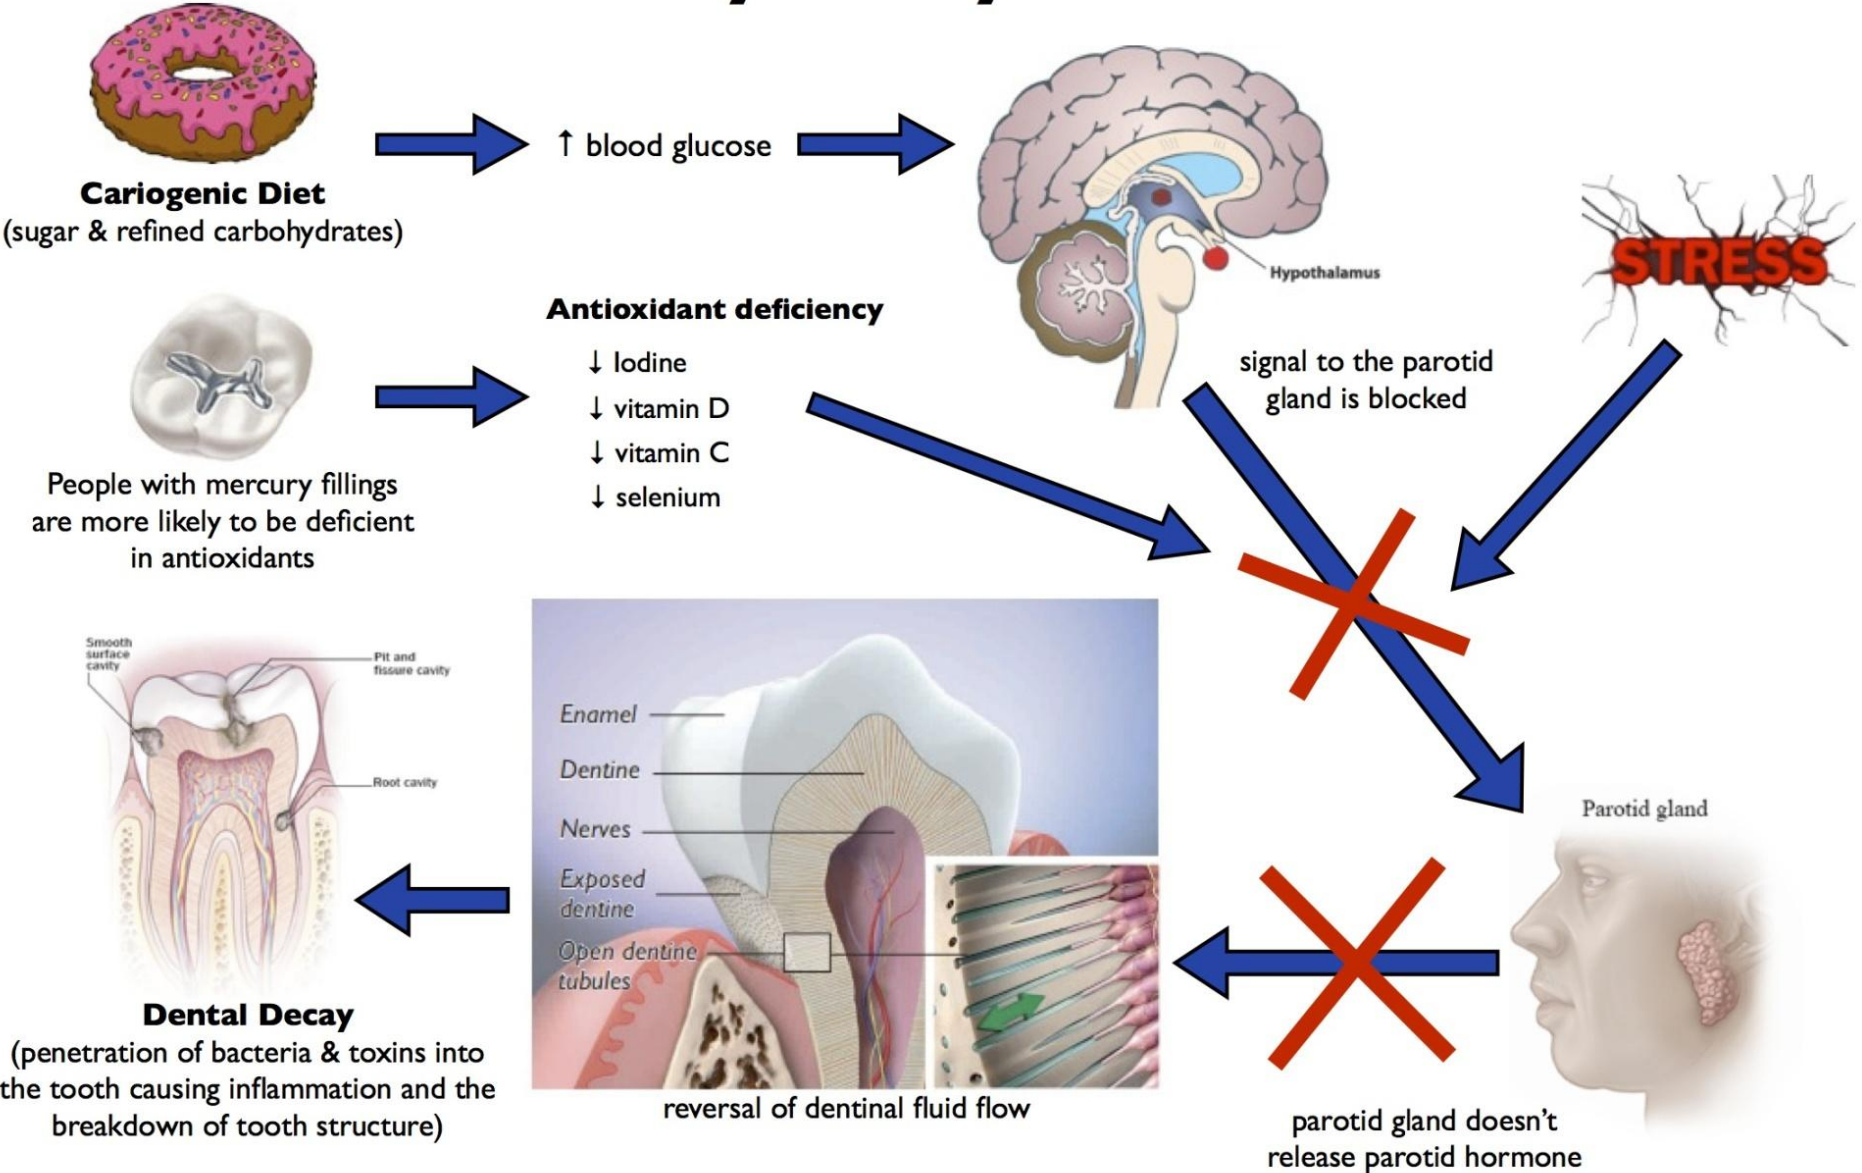 Cariogenic Diet
(sugar & refined carbohydrates)
↑ blood glucose
Hypothalamus
STRESS
signal to the parotid
gland is blocked
People with mercury fillings
are more likely to be deficient
in antioxidants
Antioxidant deficiency
↓ Iodine
↓ vitamin D
↓ vitamin C
↓ selenium
Parotid gland
parotid gland doesn't
release parotid hormone
Enamel
Dentine
Nerves
Exposed
dentine
Open dentine
tubules
reversal of dentinal fluid flow
Smooth
surface
cavity
Pit and
fissure cavity
Root cavity
Dental Decay
(penetration of bacteria & toxins into
the tooth causing inflammation and the
breakdown of tooth structure)